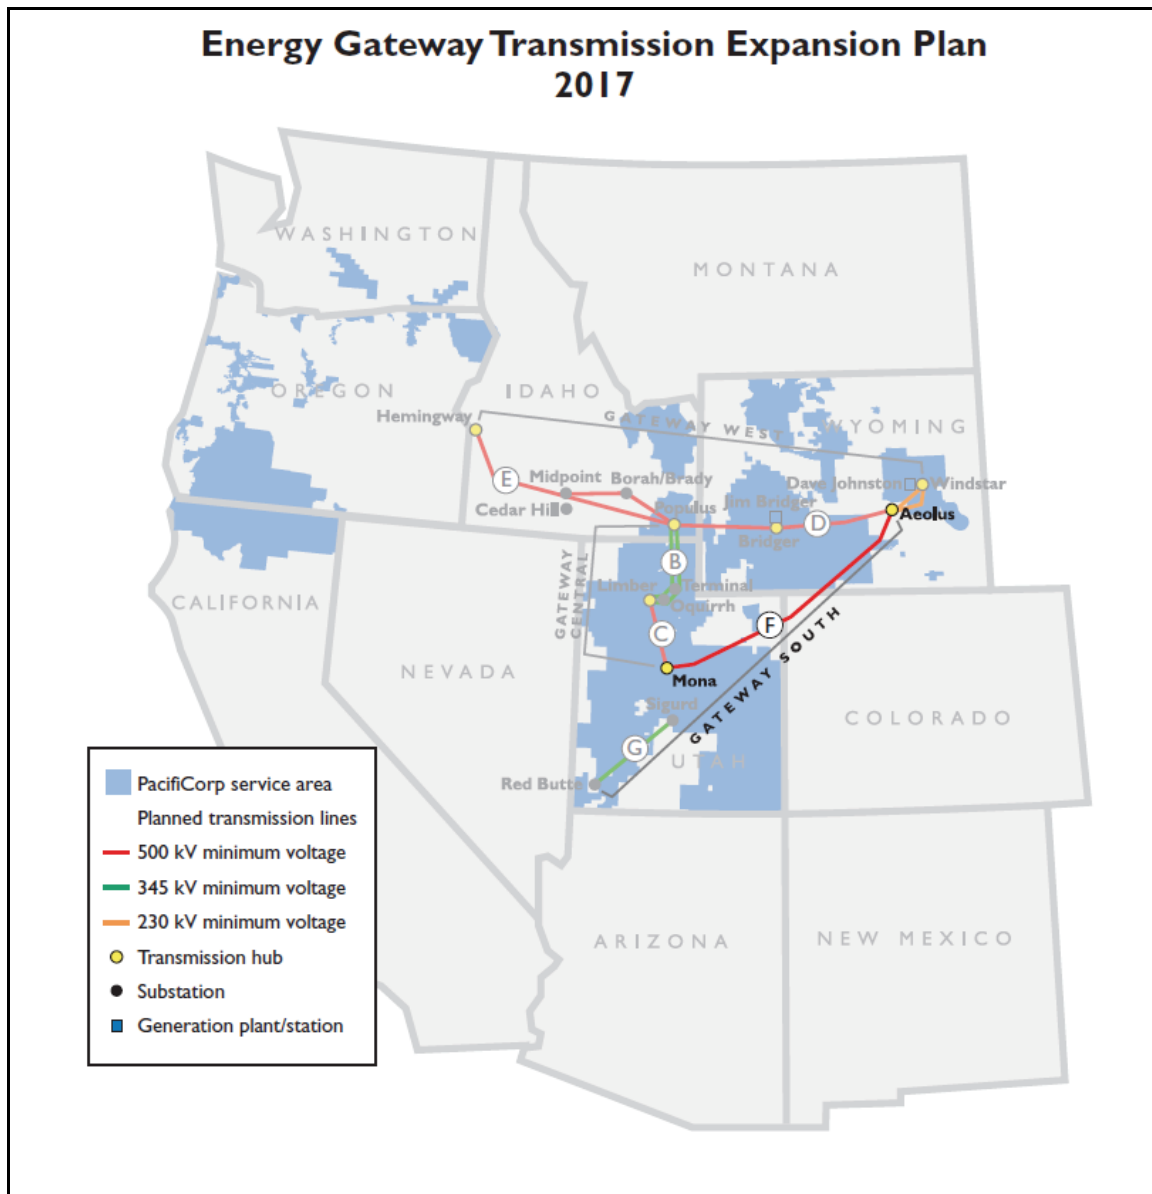 Energy Gateway Transmission Expansion Plan
2017
WASHINGTON
MONTANA
OREGON
IDAHO
Hemingway
GATEWAY WEST
WYOMING
E
Midpoint
Borah/Brady
Dave Johnston
Windstar
Cedar Hill
Populus
Jim Bridger
D
Aeolus
Bridger
B
GATEWAY
CENTRAL
Limber
Terminal
Oquirrh
CALIFORNIA
C
F
NEVADA
Mona
GATEWAY SOUTH
Sigurd
COLORADO
G
UTAH
Red Butte
PacifiCorp service area
Planned transmission lines
500 kV minimum voltage
345 kV minimum voltage
230 kV minimum voltage
Transmission hub
Substation
Generation plant/station
ARIZONA
NEW MEXICO